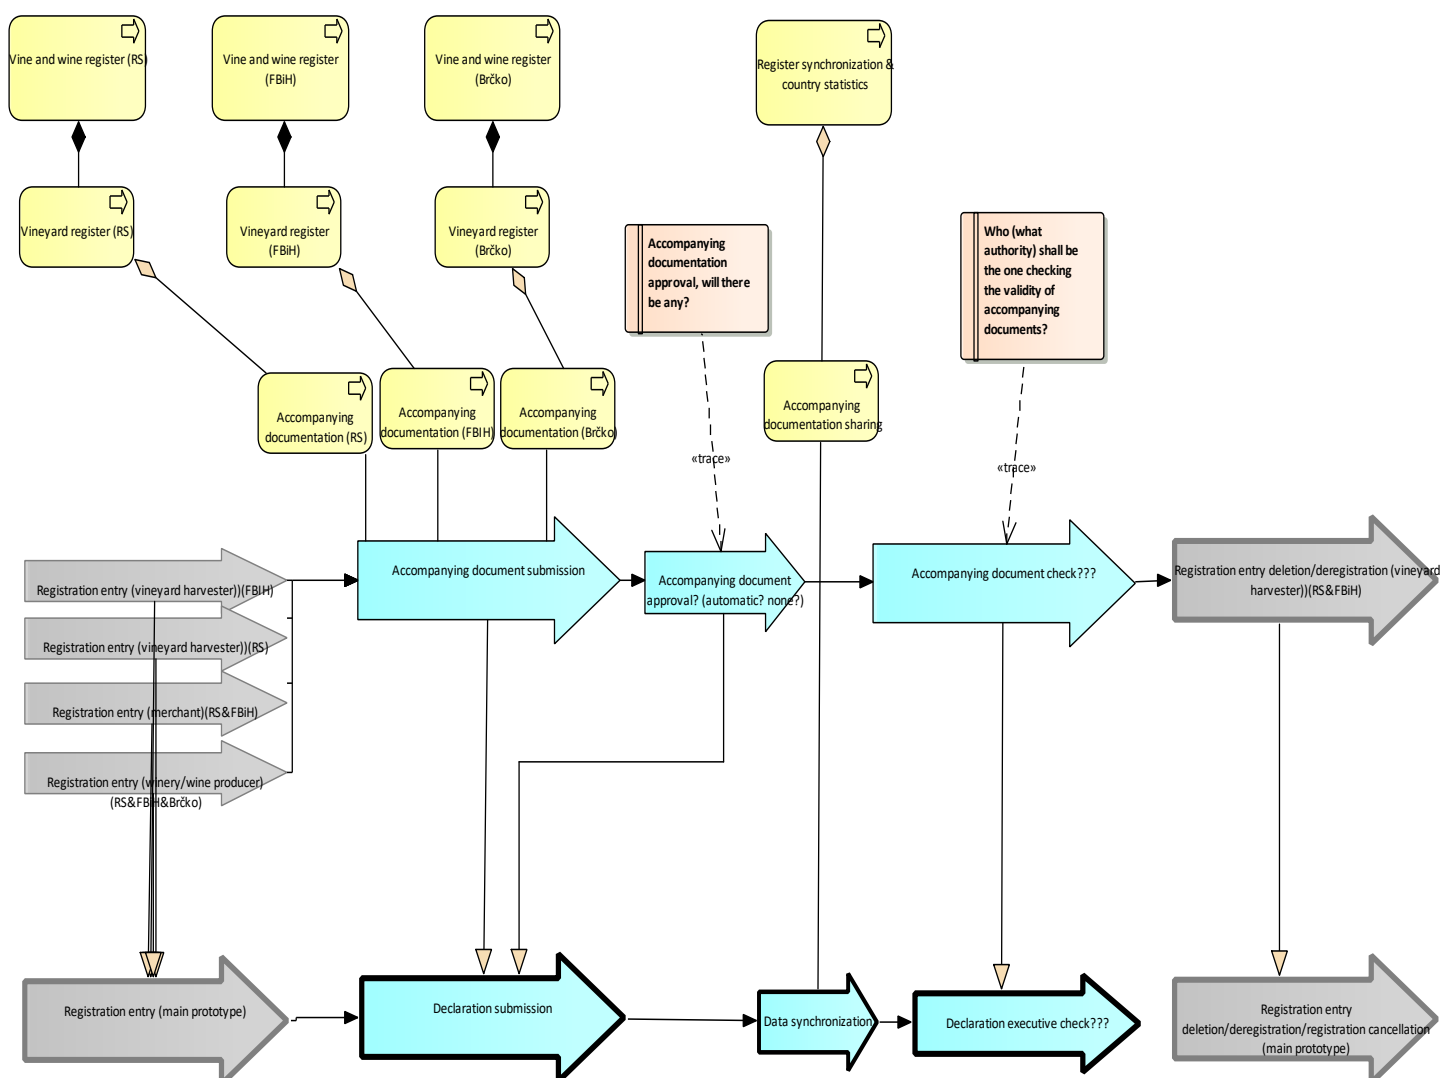 Vine and wine register (RS)
Vine and wine register
(FBiH)
Vine and wine register
(Brčko)
Register synchronization &
country statistics
Vineyard register (RS)
Vineyard register
(FBiH)
Vineyard register
(Brčko)
Accompanying
documentation
approval, will there
be any?
Who (what
authority) shall be
the one checking
the validity of
accompanying
documents?
Accompanying
documentation (RS)
Accompanying
documentation (FBIH)
Accompanying
documentation (Brčko)
Accompanying
documentation sharing
«trace»
«trace»
Registration entry (vineyard harvester))(FBIH)
Registration entry (vineyard harvester))(RS)
Registration entry (merchant)(RS&FBiH)
Registration entry (winery/wine producer)
(RS&FBiH&Brčko)
Accompanying document submission
Accompanying document
approval? (automatic? none?)
Accompanying document check???
Registration entry deletion/deregistration (vineyard
harvester))(RS&FBiH)
Registration entry (main prototype)
Declaration submission
Data synchronization
Declaration executive check???
Registration entry
deletion/deregistration/registration cancellation
(main prototype)